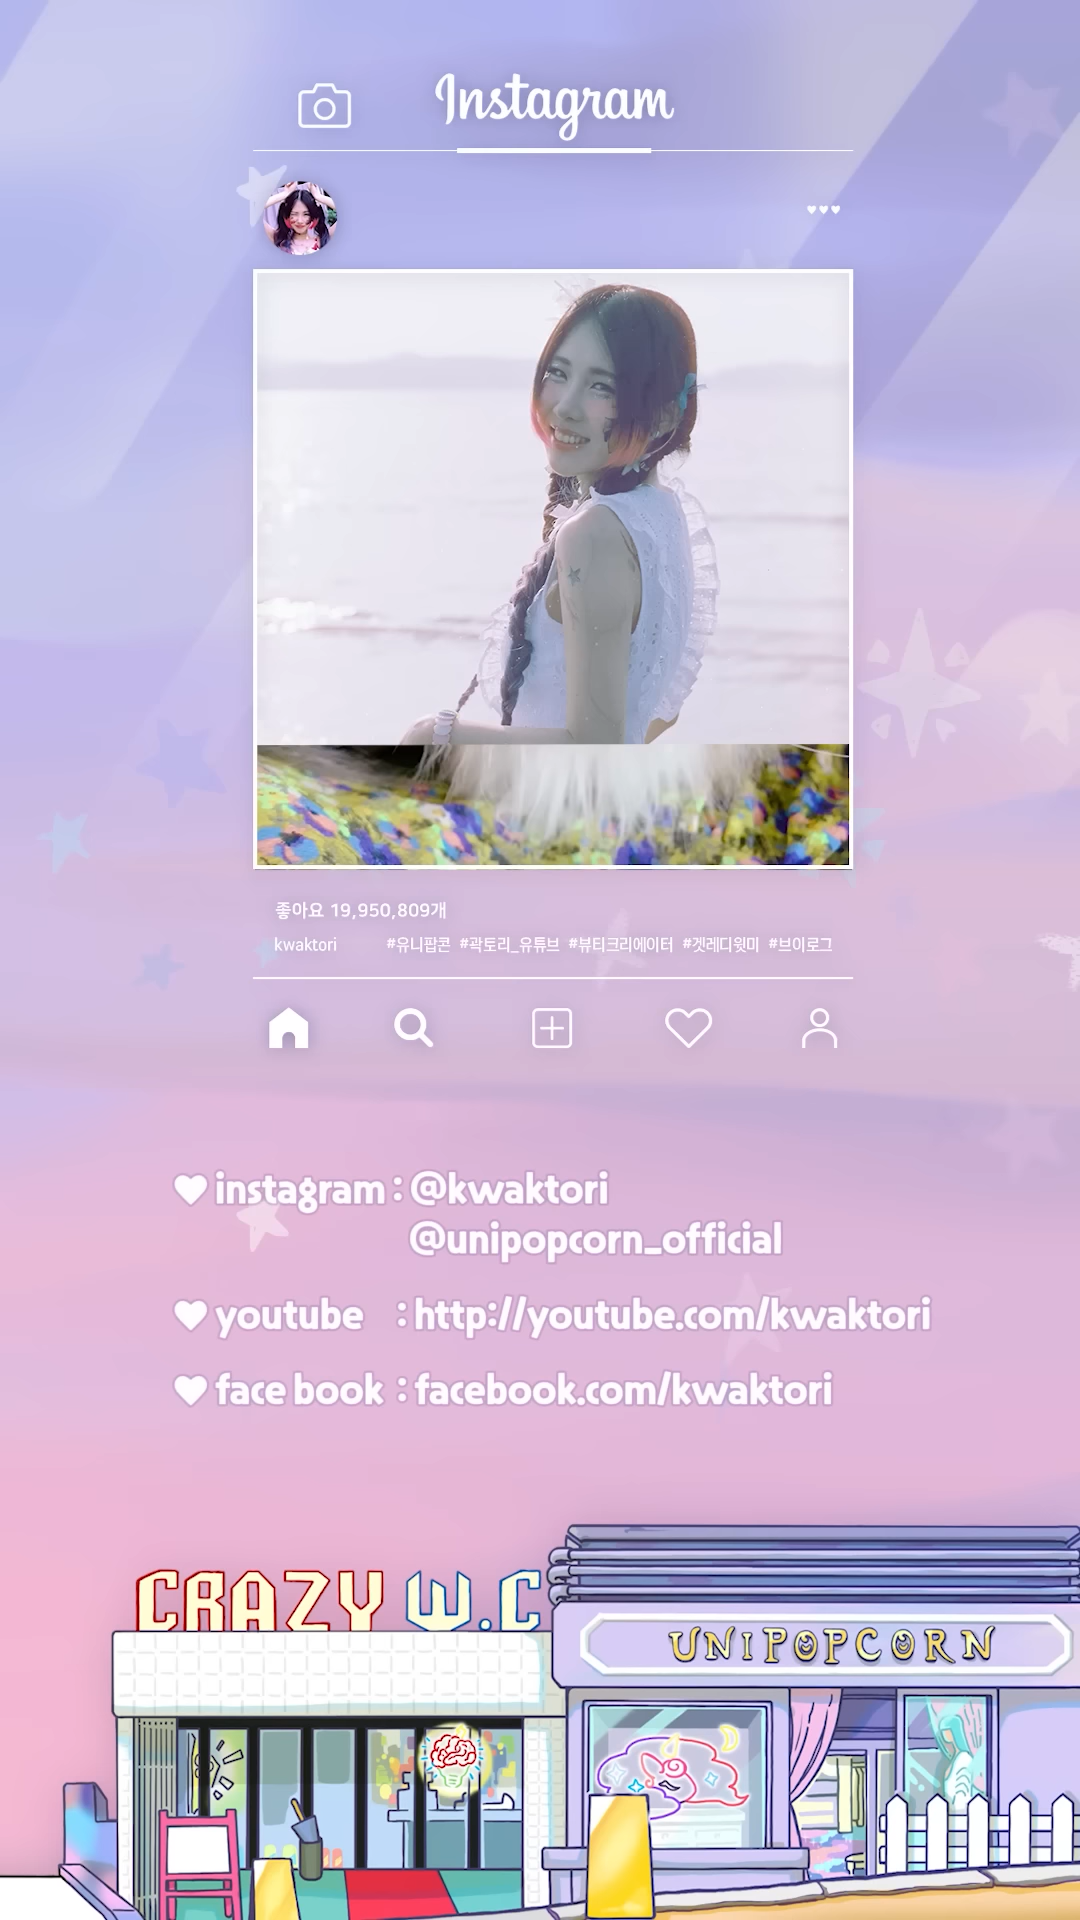 Instagram
좋아요 19,950,809개
kwaktori #유니팝콘 #곽토리_유튜브 #뷰티크리에이터 #겟레디윗미 #브이로그
instagram : @kwaktori
@unipopcorn_official
youtube : http://youtube.com/kwaktori
face book : facebook.com/kwaktori
CRAZY W.C
UNIPOPCORN